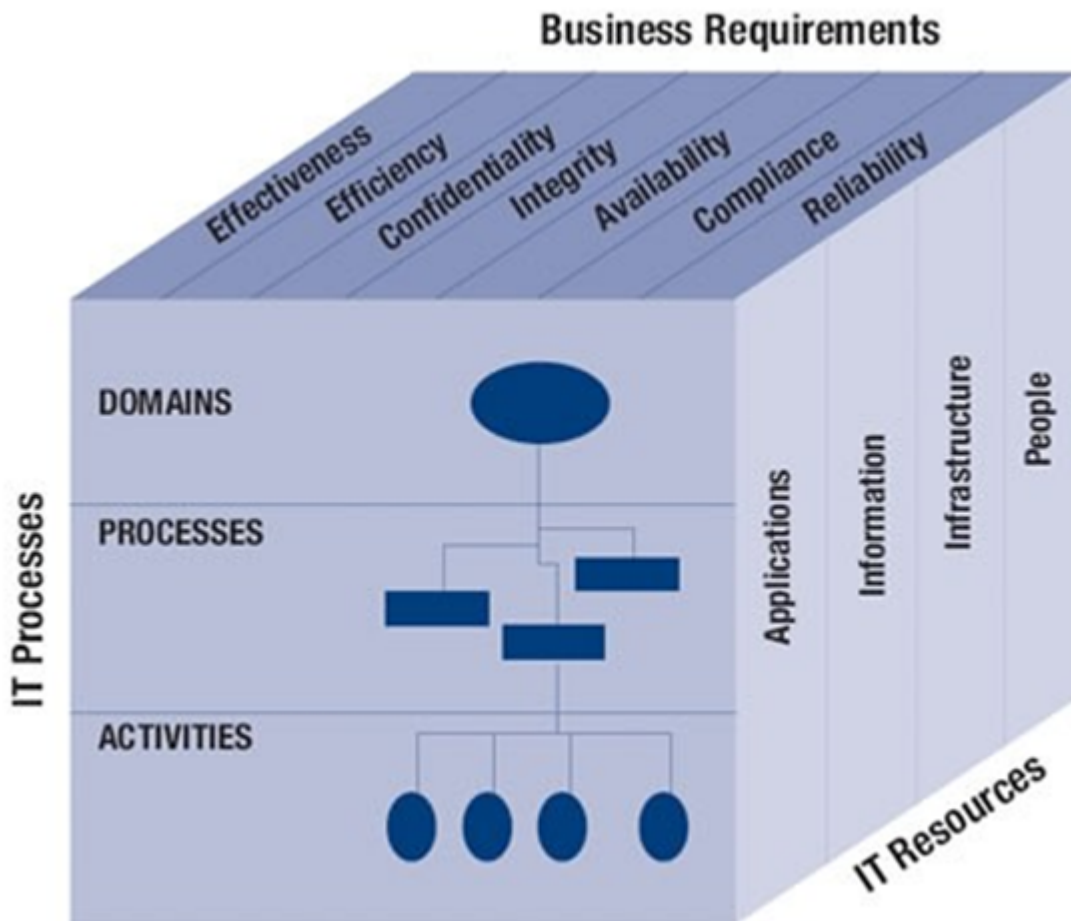 Business Requirements
Effectiveness
Efficiency
Confidentiality
Integrity
Availability
Compliance
Reliability
IT Processes
DOMAINS
PROCESSES
ACTIVITIES
Applications
Information
Infrastructure
People
IT Resources